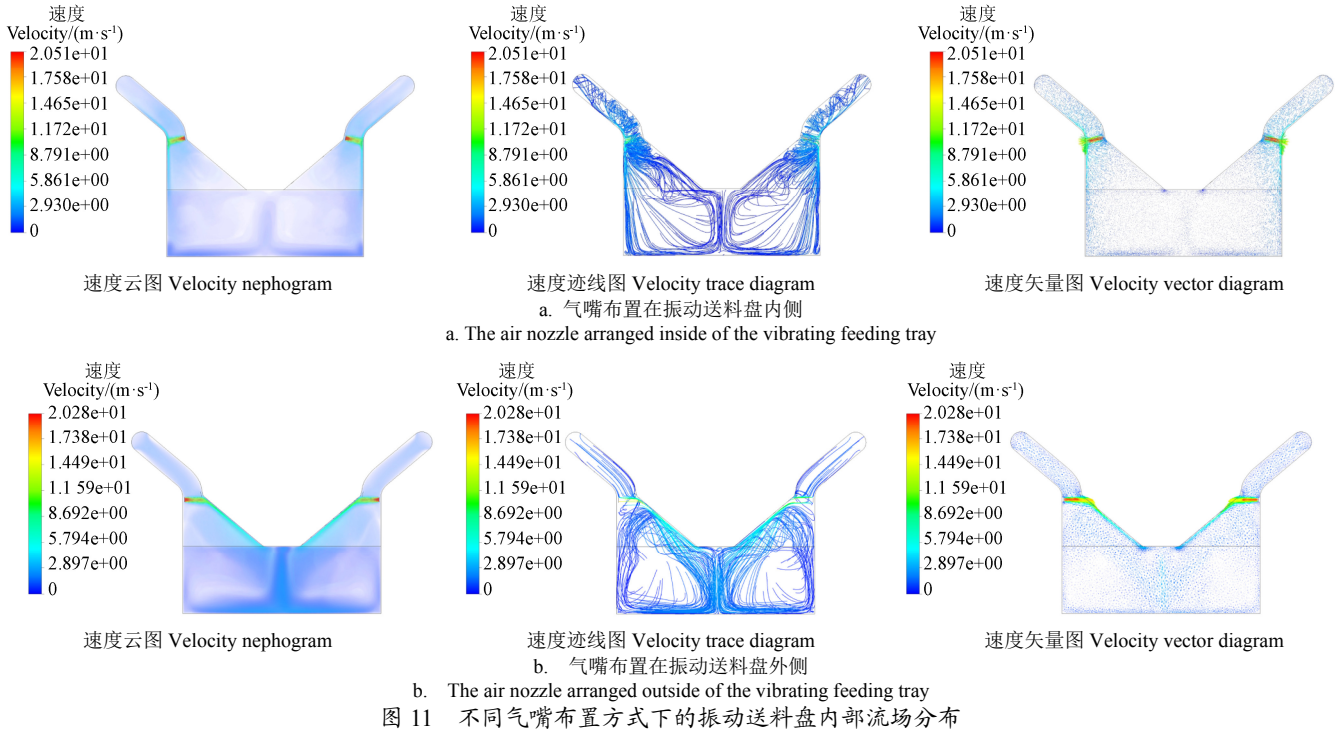 速度
Velocity/(m·s⁻¹)
2.051e+01
1.758e+01
1.465e+01
1.172e+01
8.791e+00
5.861e+00
2.930e+00
0
速度云图 Velocity nephogram
速度
Velocity/(m·s⁻¹)
2.051e+01
1.758e+01
1.465e+01
1.172e+01
8.791e+00
5.861e+00
2.930e+00
0
速度迹线图 Velocity trace diagram
速度
Velocity/(m·s⁻¹)
2.051e+01
1.758e+01
1.465e+01
1.172e+01
8.791e+00
5.861e+00
2.930e+00
0
速度矢量图 Velocity vector diagram
a. 气嘴布置在振动送料盘内侧
a. The air nozzle arranged inside of the vibrating feeding tray
速度
Velocity/(m·s⁻¹)
2.028e+01
1.738e+01
1.449e+01
1.1 59e+01
8.692e+00
5.794e+00
2.897e+00
0
速度云图 Velocity nephogram
速度
Velocity/(m·s⁻¹)
2.028e+01
1.738e+01
1.449e+01
1.1 59e+01
8.692e+00
5.794e+00
2.897e+00
0
速度迹线图 Velocity trace diagram
速度
Velocity/(m·s⁻¹)
2.028e+01
1.738e+01
1.449e+01
1.1 59e+01
8.692e+00
5.794e+00
2.897e+00
0
速度矢量图 Velocity vector diagram
b. 气嘴布置在振动送料盘外侧
b. The air nozzle arranged outside of the vibrating feeding tray
图 11 不同气嘴布置方式下的振动送料盘内部流场分布